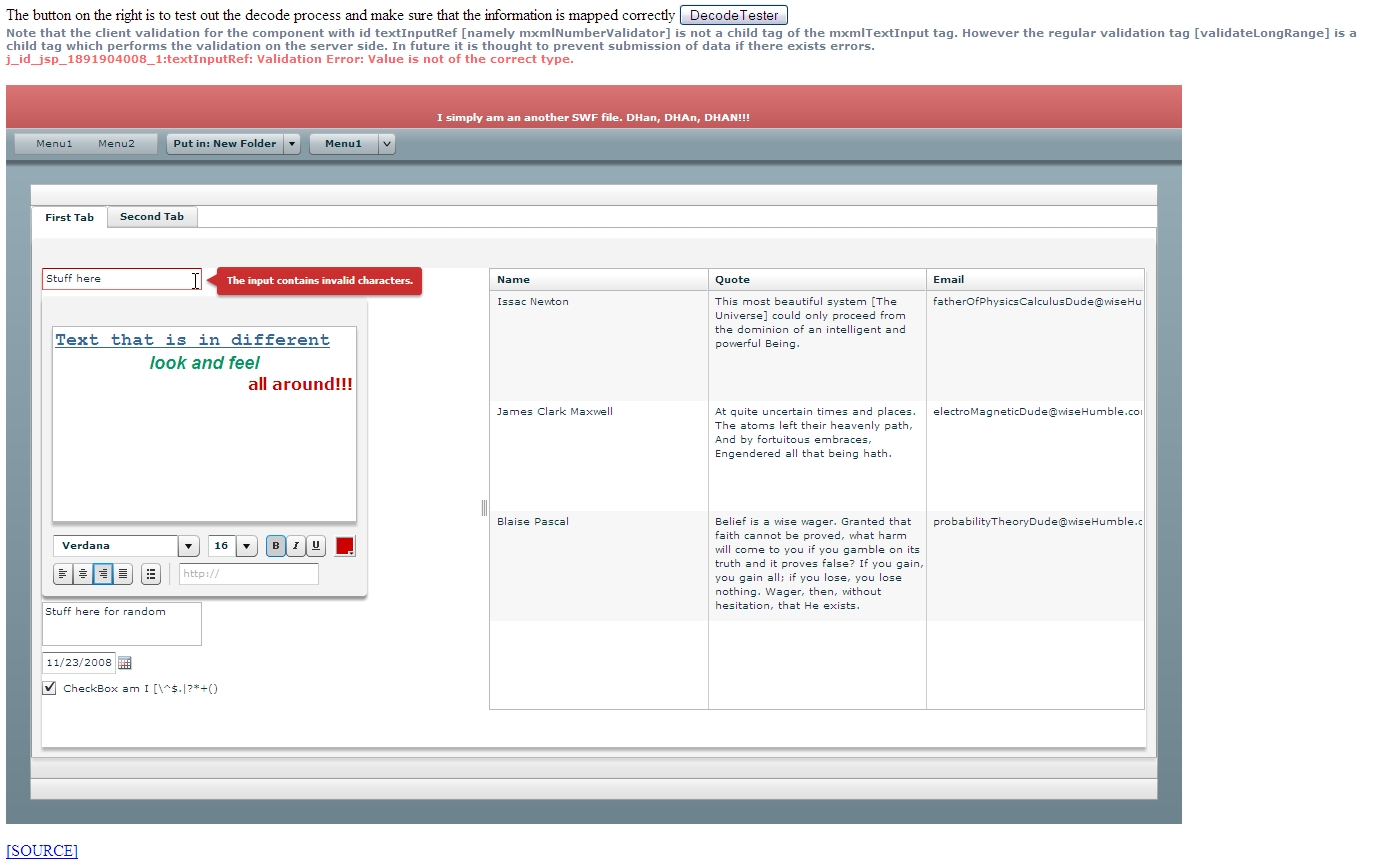 The button on the right is to test out the decode process and make sure that the information is mapped correctly DecodeTester
Note that the client validation for the component with id textInputRef [namely mxmlNumberValidator] is not a child tag of the mxmlTextInput tag. However the regular validation tag [validateLongRange] is a
child tag which performs the validation on the server side. In future it is thought to prevent submission of data if there exists errors.
j_id_jsp_1891904008_1:textInputRef: Validation Error: Value is not of the correct type.
I simply am an another SWF file. DHan, DHAn, DHAN!!!
Menu1 Menu2 Put in: New Folder Menu1
First Tab Second Tab
Stuff here
The input contains invalid characters.
Text that is in different
look and feel
all around!!!
Verdana 16 B I U
http://
Stuff here for random
11/23/2008
CheckBox am I [\^$.|?*+()
Name Quote Email
Issac Newton
This most beautiful system [The
Universe] could only proceed from
the dominion of an intelligent and
powerful Being.
fatherOfPhysicsCalculusDude@wiseHu
James Clark Maxwell
At quite uncertain times and places.
The atoms left their heavenly path,
And by fortuitous embraces,
Engendered all that being hath.
electroMagneticDude@wiseHumble.co
Blaise Pascal
Belief is a wise wager. Granted that
faith cannot be proved, what harm
will come to you if you gamble on its
truth and it proves false? If you gain,
you gain all; if you lose, you lose
nothing. Wager, then, without
hesitation, that He exists.
probabilityTheoryDude@wiseHumble.c
[SOURCE]